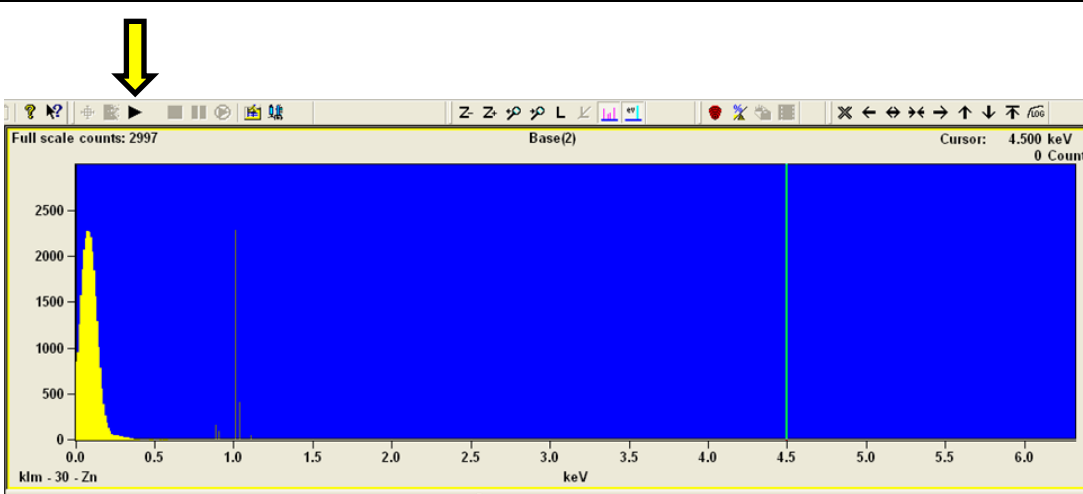 Z- Z+ L LOG
Full scale counts: 2997 Base(2) Cursor: 4.500 keV
0 Count
2500
2000
1500
1000
500
0
0.0 0.5 1.0 1.5 2.0 2.5 3.0 3.5 4.0 4.5 5.0 5.5 6.0
klm - 30 - Zn keV